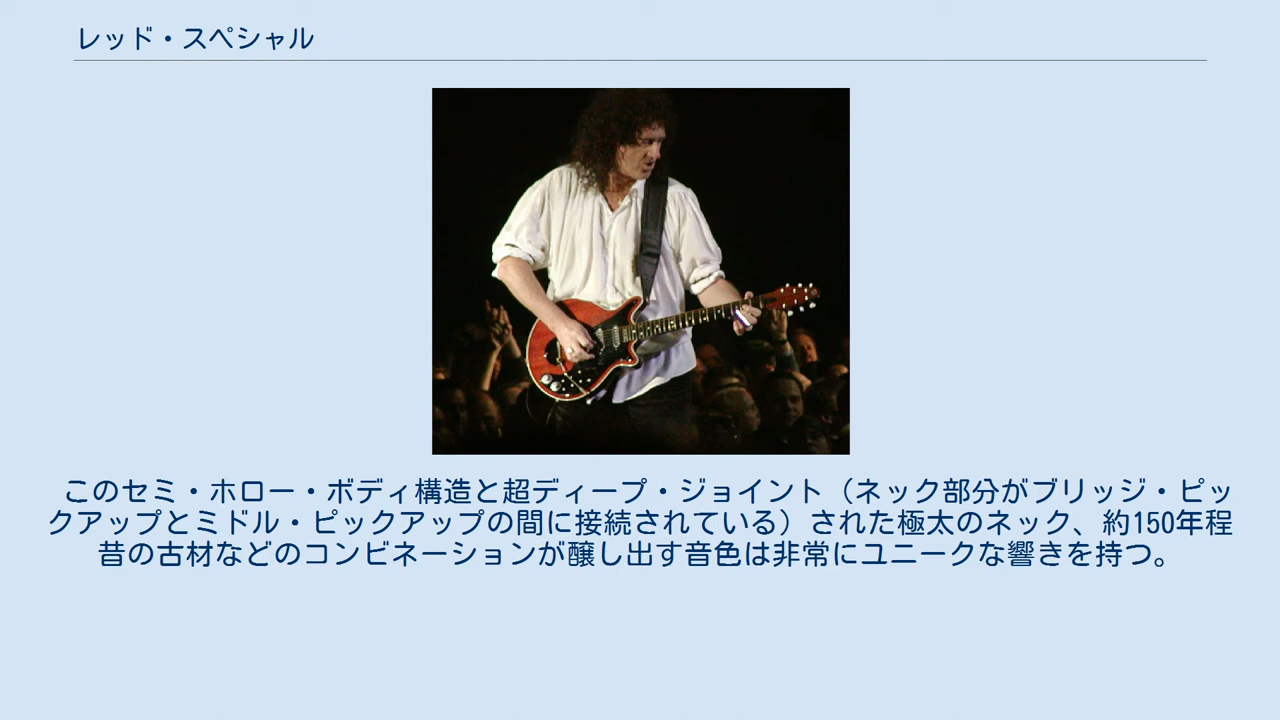 レッド・スペシャル
このセミ・ホロー・ボディ構造と超ディープ・ジョイント（ネック部分がブリッジ・ピッ
クアップとミドル・ピックアップの間に接続されている）された極太のネック、約150年程
昔の古材などのコンビネーションが醸し出す音色は非常にユニークな響きを持つ。